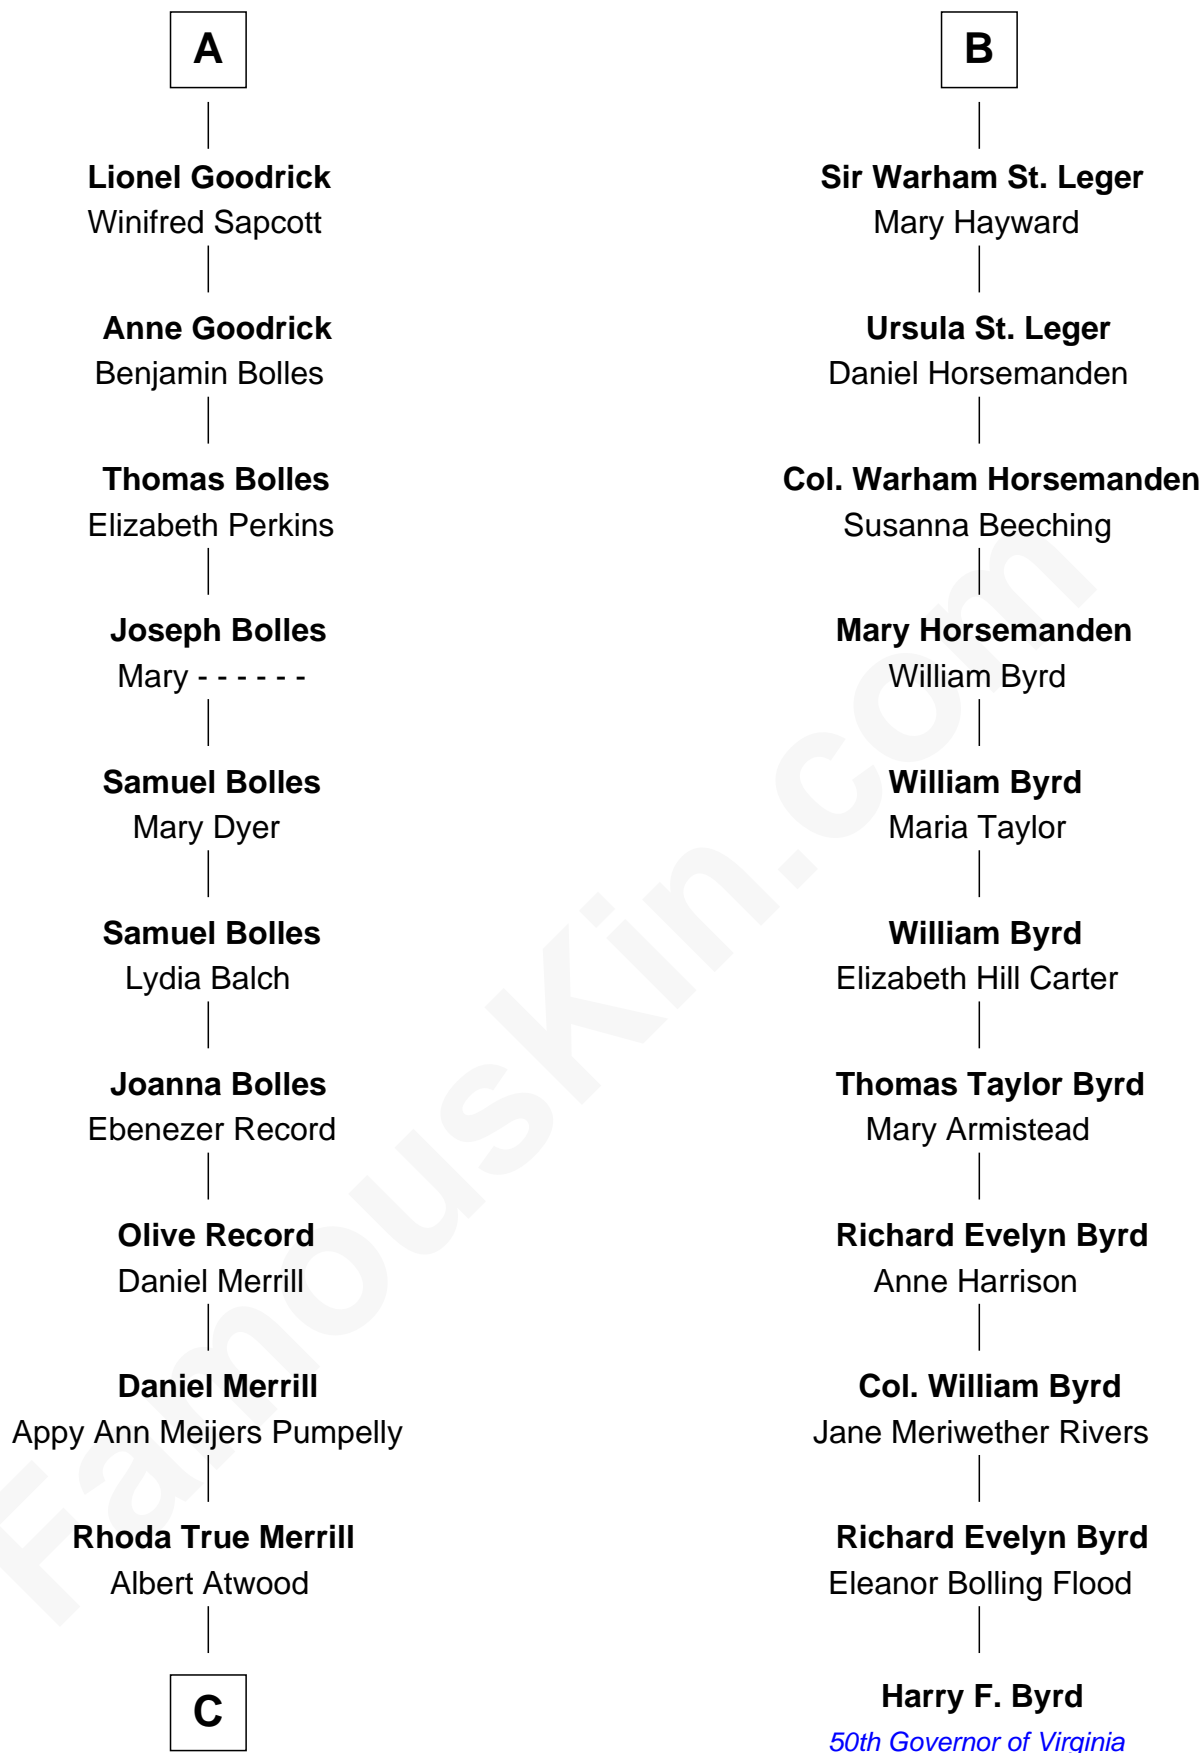 A
Lionel Goodrick
Winifred Sapcott
Anne Goodrick
Benjamin Bolles
Thomas Bolles
Elizabeth Perkins
Joseph Bolles
Mary - - - - - -
Samuel Bolles
Mary Dyer
Samuel Bolles
Lydia Balch
Joanna Bolles
Ebenezer Record
Olive Record
Daniel Merrill
Daniel Merrill
Appy Ann Meijers Pumpelly
Rhoda True Merrill
Albert Atwood
C
B
Sir Warham St. Leger
Mary Hayward
Ursula St. Leger
Daniel Horsemanden
Col. Warham Horsemanden
Susanna Beeching
Mary Horsemanden
William Byrd
William Byrd
Maria Taylor
William Byrd
Elizabeth Hill Carter
Thomas Taylor Byrd
Mary Armistead
Richard Evelyn Byrd
Anne Harrison
Col. William Byrd
Jane Meriwether Rivers
Richard Evelyn Byrd
Eleanor Bolling Flood
Harry F. Byrd
50th Governor of Virginia
FamousKin.com